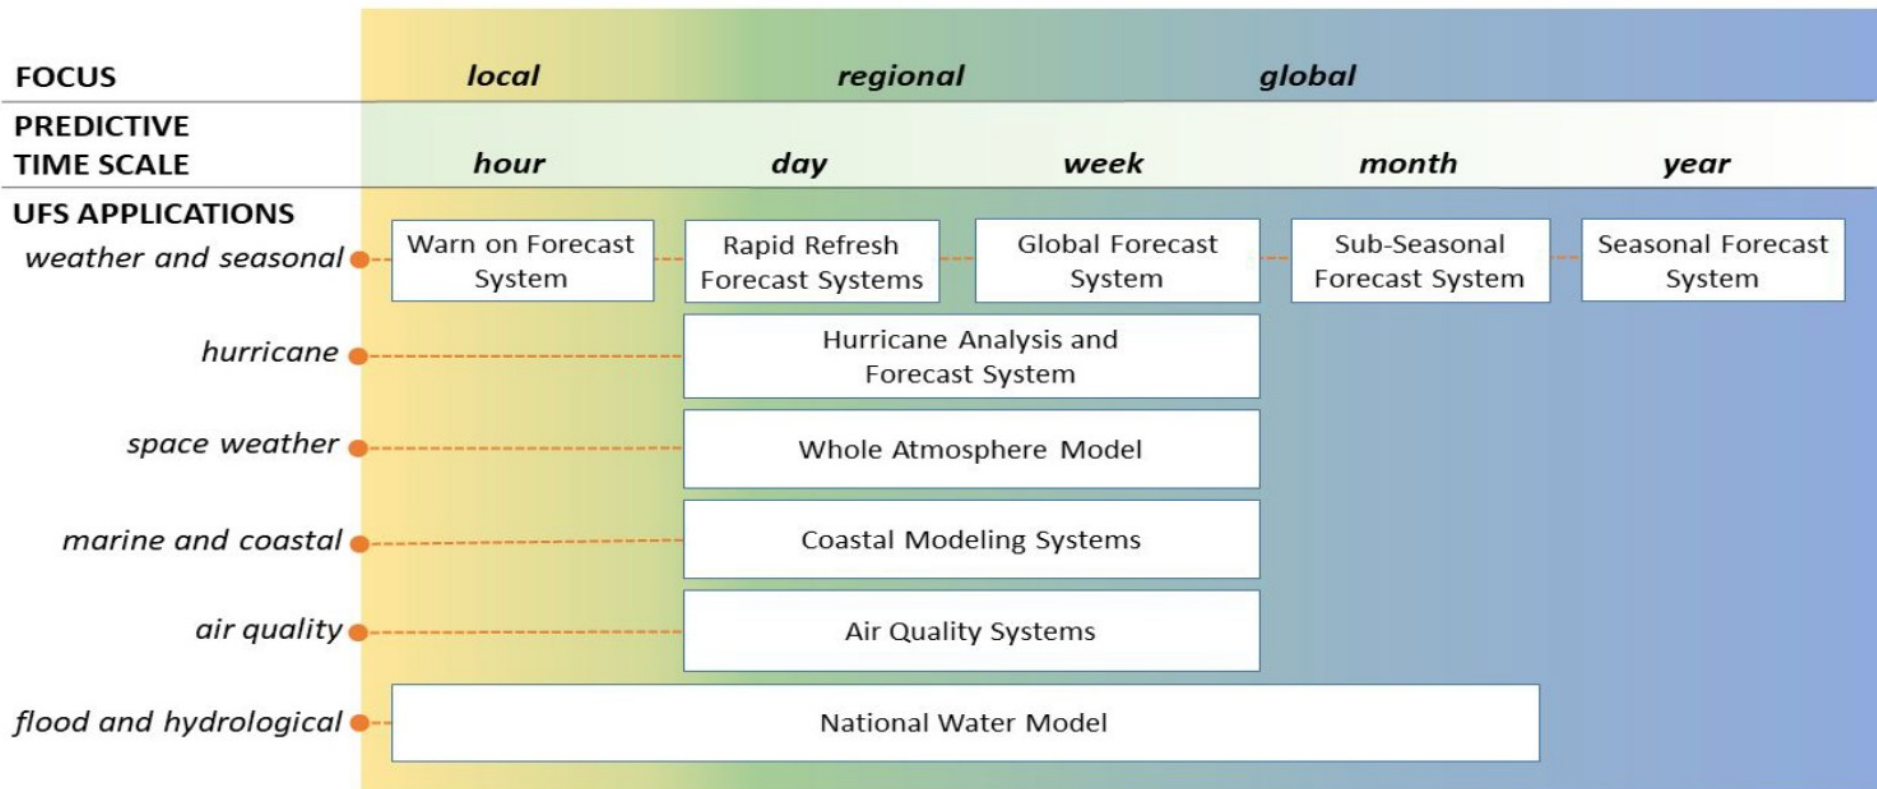 FOCUS
local
regional
global
PREDICTIVE
TIME SCALE
hour
day
week
month
year
UFS APPLICATIONS
weather and seasonal
Warn on Forecast
System
Rapid Refresh
Forecast Systems
Global Forecast
System
Sub-Seasonal
Forecast System
Seasonal Forecast
System
hurricane
Hurricane Analysis and
Forecast System
space weather
Whole Atmosphere Model
marine and coastal
Coastal Modeling Systems
air quality
Air Quality Systems
flood and hydrological
National Water Model